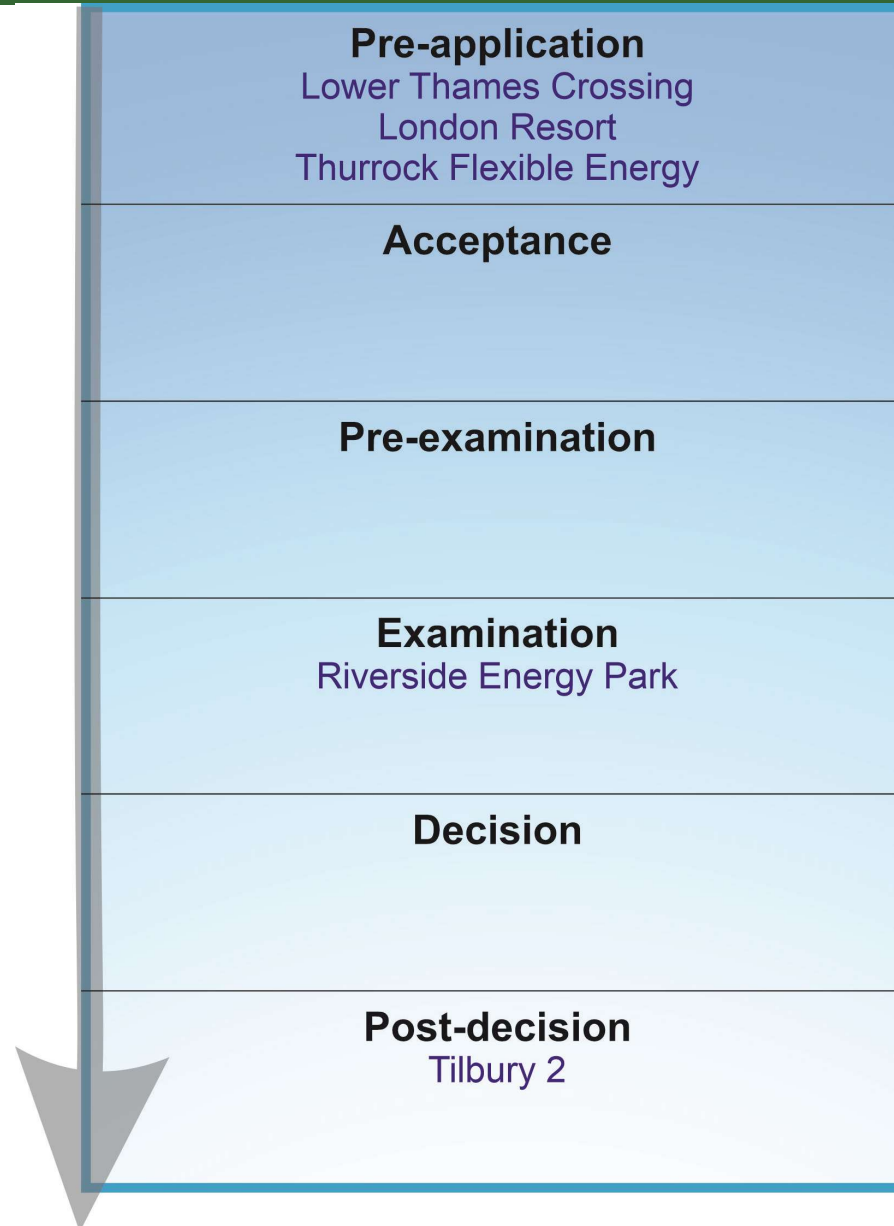 Pre-application
Lower Thames Crossing
London Resort
Thurrock Flexible Energy
Acceptance
Pre-examination
Examination
Riverside Energy Park
Decision
Post-decision
Tilbury 2